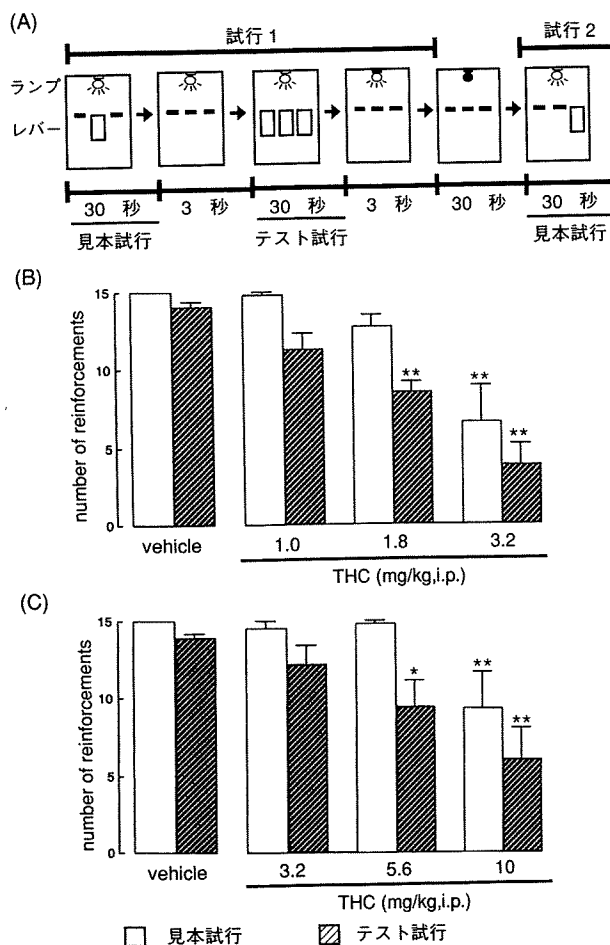 (A)
試行 1
試行 2
ランプ
レバー
30 秒
3 秒
30 秒
3 秒
30 秒
30 秒
見本試行
テスト試行
見本試行
(B)
number of reinforcements
15
10
5
0
**
**
**
vehicle
1.0
1.8
3.2
THC (mg/kg,i.p.)
(C)
number of reinforcements
15
10
5
0
*
**
**
vehicle
3.2
5.6
10
THC (mg/kg,i.p.)
見本試行
テスト試行